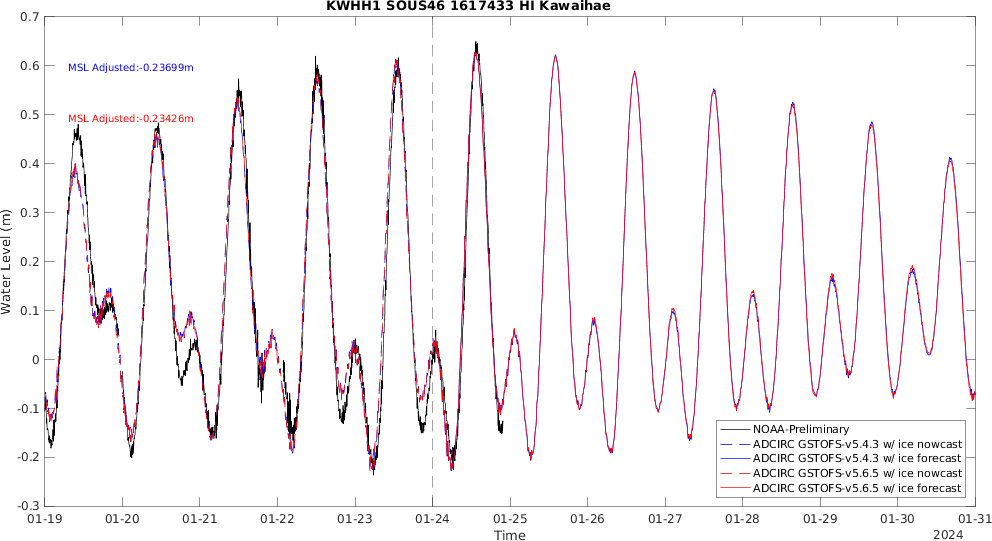 KWHH1 SOUS46 1617433 HI Kawaihae
MSL Adjusted:-0.23699m
MSL Adjusted:-0.23426m
Water Level (m)
0.7
0.6
0.5
0.4
0.3
0.2
0.1
0
-0.1
-0.2
-0.3
NOAA-Preliminary
ADCIRC GSTOFS-v5.4.3 w/ ice nowcast
ADCIRC GSTOFS-v5.4.3 w/ ice forecast
ADCIRC GSTOFS-v5.6.5 w/ ice nowcast
ADCIRC GSTOFS-v5.6.5 w/ ice forecast
01-19 01-20 01-21 01-22 01-23 01-24 01-25 01-26 01-27 01-28 01-29 01-30 01-31
Time
2024